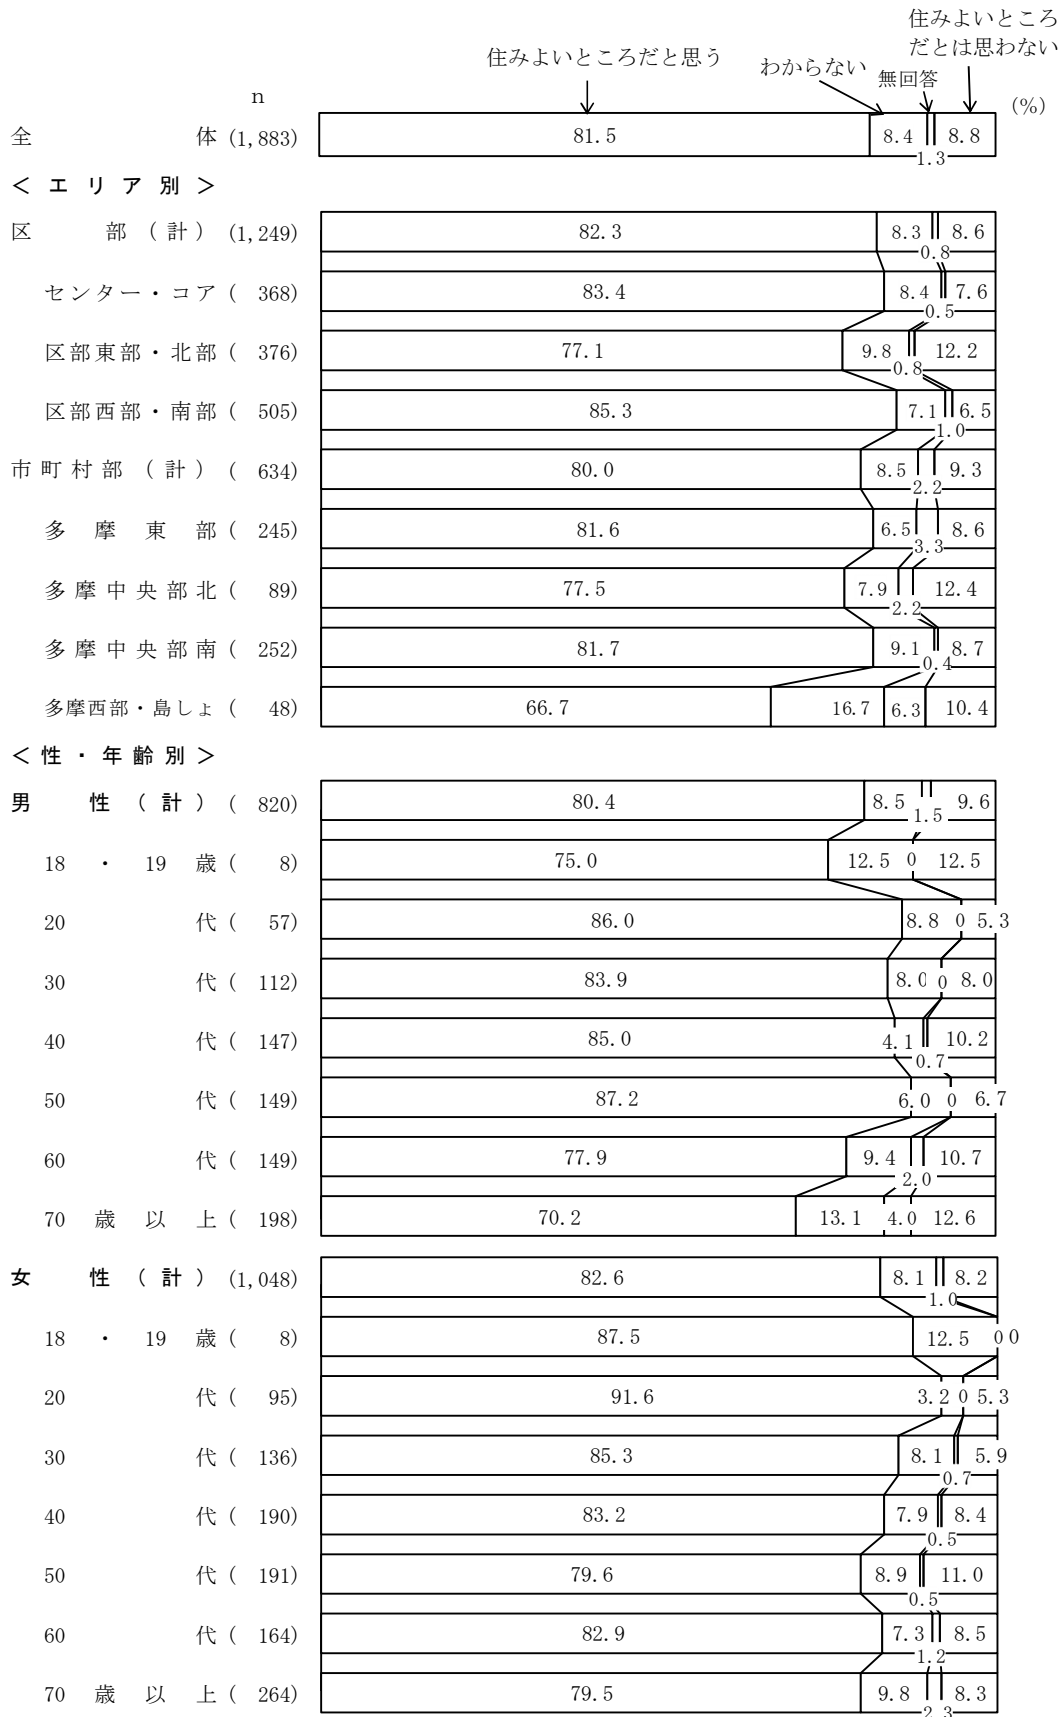 住みよいところ
だとは思わない
住みよいところだと思う
わからない
無回答
n
(%)
全 体 (1,883) 81.5 8.4 1.3 8.8
＜ エ リ ア 別 ＞
区 部 （ 計 ） (1,249) 82.3 8.3 0.8 8.6
センター・コア ( 368) 83.4 8.4 0.5 7.6
区部東部・北部 ( 376) 77.1 9.8 0.8 12.2
区部西部・南部 ( 505) 85.3 7.1 1.0 6.5
市 町 村 部 （ 計 ） ( 634) 80.0 8.5 2.2 9.3
多 摩 東 部 ( 245) 81.6 6.5 3.3 8.6
多 摩 中 央 部 北 ( 89) 77.5 7.9 2.2 12.4
多 摩 中 央 部 南 ( 252) 81.7 9.1 0.4 8.7
多摩西部・島しょ ( 48) 66.7 16.7 6.3 10.4
＜ 性 ・ 年 齢 別 ＞
男 性 （ 計 ） ( 820) 80.4 8.5 1.5 9.6
18 ・ 19 歳 ( 8) 75.0 12.5 0 12.5
20 代 ( 57) 86.0 8.8 0 5.3
30 代 ( 112) 83.9 8.0 0 8.0
40 代 ( 147) 85.0 4.1 0.7 10.2
50 代 ( 149) 87.2 6.0 0 6.7
60 代 ( 149) 77.9 9.4 2.0 10.7
70 歳 以 上 ( 198) 70.2 13.1 4.0 12.6
女 性 （ 計 ） (1,048) 82.6 8.1 1.0 8.2
18 ・ 19 歳 ( 8) 87.5 12.5 0 0
20 代 ( 95) 91.6 3.2 0 5.3
30 代 ( 136) 85.3 8.1 0.7 5.9
40 代 ( 190) 83.2 7.9 0.5 8.4
50 代 ( 191) 79.6 8.9 0.5 11.0
60 代 ( 164) 82.9 7.3 1.2 8.5
70 歳 以 上 ( 264) 79.5 9.8 2.3 8.3